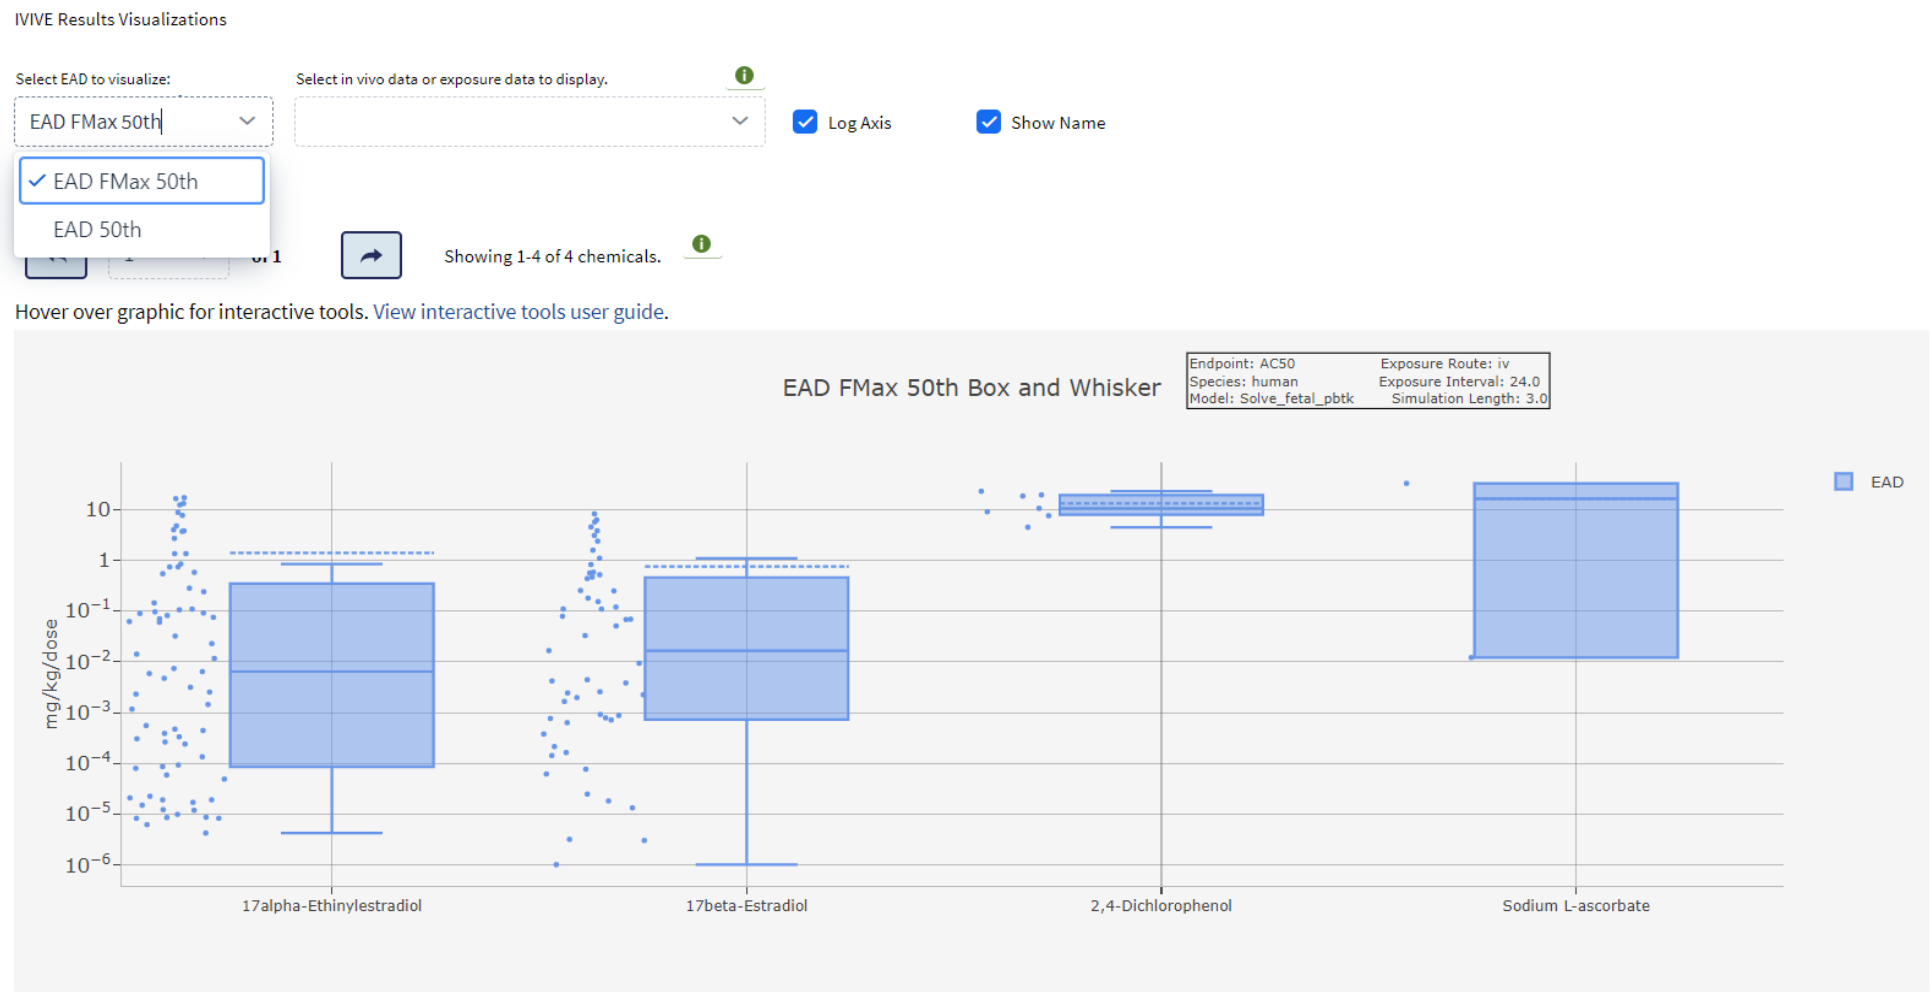 IVIVE Results Visualizations
Select EAD to visualize:
Select in vivo data or exposure data to display.
EAD FMax 50th
Log Axis
Show Name
EAD FMax 50th
EAD 50th
of 1
Showing 1-4 of 4 chemicals.
Hover over graphic for interactive tools. View interactive tools user guide.
EAD FMax 50th Box and Whisker
Endpoint: AC50 Exposure Route: iv
Species: human Exposure Interval: 24.0
Model: Solve_fetal_pbtk Simulation Length: 3.0
EAD
mg/kg/dose
10
1
10⁻¹
10⁻²
10⁻³
10⁻⁴
10⁻⁵
10⁻⁶
17alpha-Ethinylestradiol
17beta-Estradiol
2,4-Dichlorophenol
Sodium L-ascorbate